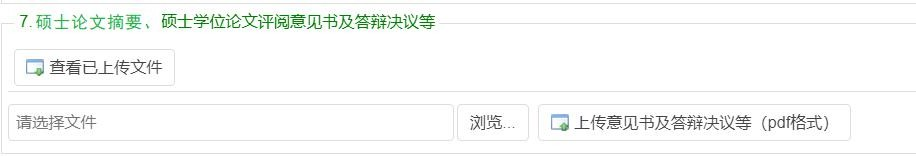 7. 硕士论文摘要、硕士学位论文评阅意见书及答辩决议等
查看已上传文件
请选择文件 浏览... 上传意见书及答辩决议等（pdf格式）